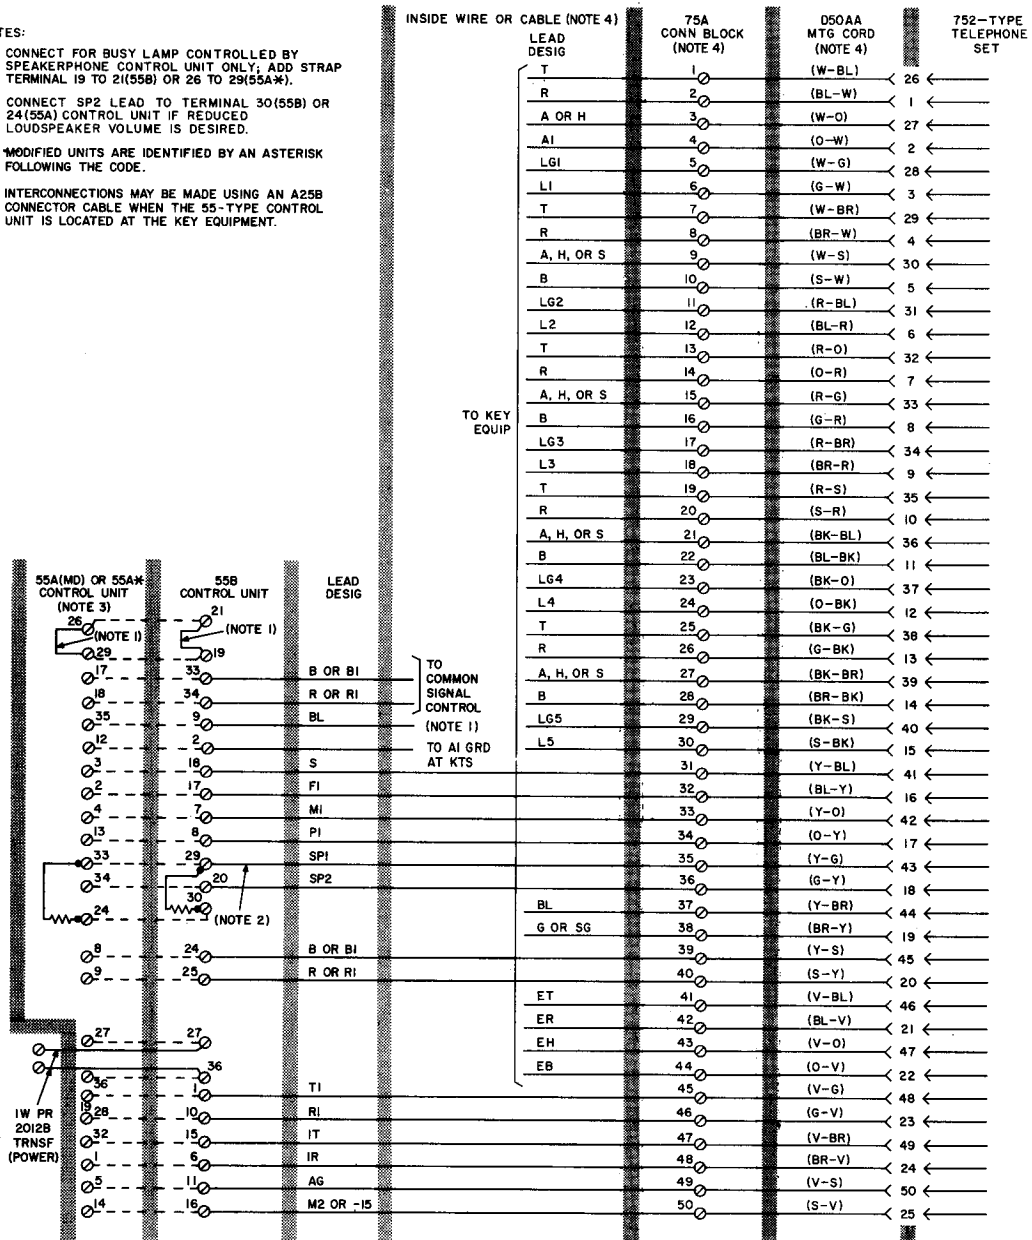 TES:
CONNECT FOR BUSY LAMP CONTROLLED BY
SPEAKERPHONE CONTROL UNIT ONLY; ADD STRAP
TERMINAL 19 TO 21(55B) OR 26 TO 29(55A*).
CONNECT SP2 LEAD TO TERMINAL 30(55B) OR
24(55A) CONTROL UNIT IF REDUCED
LOUDSPEAKER VOLUME IS DESIRED.
*MODIFIED UNITS ARE IDENTIFIED BY AN ASTERISK
FOLLOWING THE CODE.
INTERCONNECTIONS MAY BE MADE USING AN A25B
CONNECTOR CABLE WHEN THE 55-TYPE CONTROL
UNIT IS LOCATED AT THE KEY EQUIPMENT.
INSIDE WIRE OR CABLE (NOTE 4)
LEAD
DESIG
75A
CONN BLOCK
(NOTE 4)
D50AA
MTG CORD
(NOTE 4)
752-TYPE
TELEPHONE
SET
T 1 (W-BL) 26
R 2 (BL-W) 1
A OR H 3 (W-O) 27
A1 4 (O-W) 2
LG1 5 (W-G) 28
L1 6 (G-W) 3
T 7 (W-BR) 29
R 8 (BR-W) 4
A, H, OR S 9 (W-S) 30
B 10 (S-W) 5
LG2 11 (R-BL) 31
L2 12 (BL-R) 6
T 13 (R-O) 32
R 14 (O-R) 7
A, H, OR S 15 (R-G) 33
B 16 (G-R) 8
LG3 17 (R-BR) 34
L3 18 (BR-R) 9
T 19 (R-S) 35
R 20 (S-R) 10
A, H, OR S 21 (BK-BL) 36
B 22 (BL-BK) 11
LG4 23 (BK-O) 37
L4 24 (O-BK) 12
T 25 (BK-G) 38
R 26 (G-BK) 13
A, H, OR S 27 (BK-BR) 39
B 28 (BR-BK) 14
LG5 29 (BK-S) 40
L5 30 (S-BK) 15
31 (Y-BL) 41
32 (BL-Y) 16
33 (Y-O) 42
34 (O-Y) 17
35 (Y-G) 43
36 (G-Y) 18
BL 37 (Y-BR) 44
G OR SG 38 (BR-Y) 19
39 (Y-S) 45
40 (S-Y) 20
ET 41 (V-BL) 46
ER 42 (BL-V) 21
EH 43 (V-O) 47
EB 44 (O-V) 22
45 (V-G) 48
46 (G-V) 23
47 (V-BR) 49
48 (BR-V) 24
49 (V-S) 50
50 (S-V) 25
TO KEY
EQUIP
55A(MD) OR 55A*
CONTROL UNIT
(NOTE 3)
55B
CONTROL UNIT
LEAD
DESIG
26 21
(NOTE 1) (NOTE 1)
29 19
17 33 B OR B1
18 34 R OR R1
TO
COMMON
SIGNAL
CONTROL
35 9 BL (NOTE 1)
12 2 TO A1 GRD
AT KTS
3 18 S
2 17 F1
4 7 M1
13 8 P1
33 29 SP1
34 20 SP2
24 30
(NOTE 2)
8 24 B OR B1
9 25 R OR R1
27 27
36 36
19 1 T1
28 10 R1
32 15 1T
1 6 1R
5 11 AG
14 16 M2 OR -15
1W PR
2012B
TRNSF
(POWER)